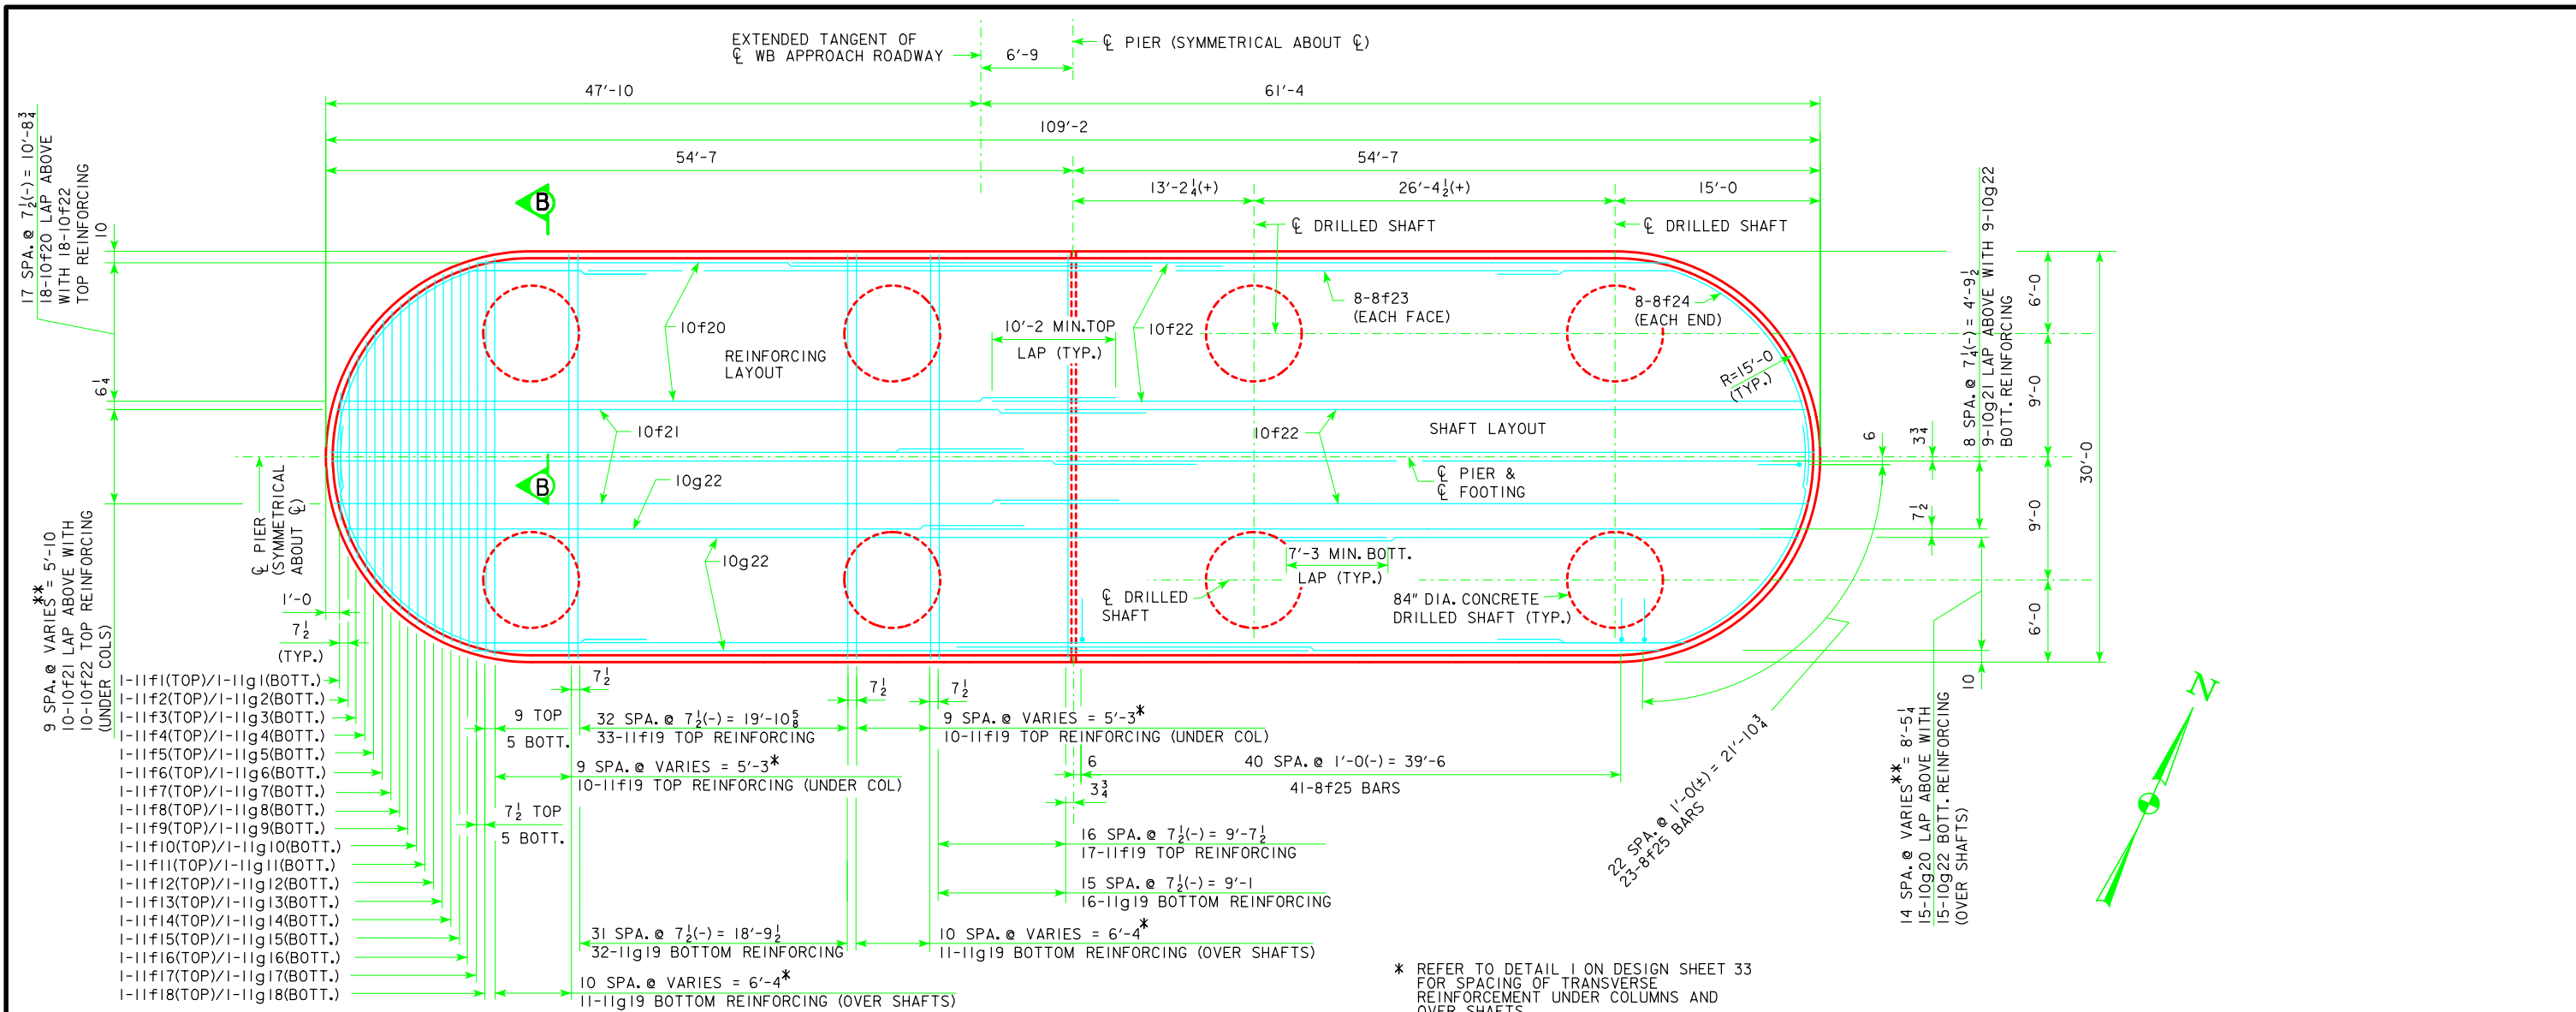 EXTENDED TANGENT OF
℄ WB APPROACH ROADWAY
6'-9
℄ PIER (SYMMETRICAL ABOUT ℄)
47'-10
61'-4
109'-2
54'-7
54'-7
13'-2¼(+)
26'-4½(+)
15'-0
℄ DRILLED SHAFT
℄ DRILLED SHAFT
17 SPA. @ 7½(-) = 10'-8¾
18-10f20 LAP ABOVE
WITH 18-10f22
TOP REINFORCING
10
6¼
B
10f20
REINFORCING
LAYOUT
10'-2 MIN. TOP
LAP (TYP.)
10f22
8-8f23
(EACH FACE)
8-8f24
(EACH END)
R=15'-0
(TYP.)
10f21
10f22
SHAFT LAYOUT
B
10g22
℄ PIER &
℄ FOOTING
10g22
7'-3 MIN. BOTT.
LAP (TYP.)
℄ DRILLED
SHAFT
84" DIA. CONCRETE
DRILLED SHAFT (TYP.)
8 SPA. @ 7¼(-) = 4'-9½
9-10g21 LAP ABOVE WITH 9-10g22
BOTT. REINFORCING
6
3¾
7½
10
6'-0
9'-0
9'-0
6'-0
30'-0
14 SPA. @ VARIES** = 8'-5¼
15-10g20 LAP ABOVE WITH
15-10g22 BOTT. REINFORCING
(OVER SHAFTS)
22 SPA. @ 1'-0(±) = 21'-10¾
23-8f25 BARS
℄ PIER
(SYMMETRICAL
ABOUT ℄)
9 SPA. @ VARIES** = 5'-10
10-10f21 LAP ABOVE WITH
10-10f22 TOP REINFORCING
(UNDER COLS)
1'-0
7½
(TYP.)
1-11f1(TOP)/1-11g1(BOTT.)
1-11f2(TOP)/1-11g2(BOTT.)
1-11f3(TOP)/1-11g3(BOTT.)
1-11f4(TOP)/1-11g4(BOTT.)
1-11f5(TOP)/1-11g5(BOTT.)
1-11f6(TOP)/1-11g6(BOTT.)
1-11f7(TOP)/1-11g7(BOTT.)
1-11f8(TOP)/1-11g8(BOTT.)
1-11f9(TOP)/1-11g9(BOTT.)
1-11f10(TOP)/1-11g10(BOTT.)
1-11f11(TOP)/1-11g11(BOTT.)
1-11f12(TOP)/1-11g12(BOTT.)
1-11f13(TOP)/1-11g13(BOTT.)
1-11f14(TOP)/1-11g14(BOTT.)
1-11f15(TOP)/1-11g15(BOTT.)
1-11f16(TOP)/1-11g16(BOTT.)
1-11f17(TOP)/1-11g17(BOTT.)
1-11f18(TOP)/1-11g18(BOTT.)
7½
7½
7½
9 TOP
5 BOTT.
32 SPA. @ 7½(-) = 19'-10⅝
33-11f19 TOP REINFORCING
9 SPA. @ VARIES = 5'-3*
10-11f19 TOP REINFORCING (UNDER COL)
9 SPA. @ VARIES = 5'-3*
10-11f19 TOP REINFORCING (UNDER COL)
6
40 SPA. @ 1'-0(-) = 39'-6
41-8f25 BARS
3¾
7½ TOP
5 BOTT.
16 SPA. @ 7½(-) = 9'-7½
17-11f19 TOP REINFORCING
15 SPA. @ 7½(-) = 9'-1
16-11g19 BOTTOM REINFORCING
31 SPA. @ 7½(-) = 18'-9½
32-11g19 BOTTOM REINFORCING
10 SPA. @ VARIES = 6'-4*
11-11g19 BOTTOM REINFORCING (OVER SHAFTS)
10 SPA. @ VARIES = 6'-4*
11-11g19 BOTTOM REINFORCING (OVER SHAFTS)
* REFER TO DETAIL 1 ON DESIGN SHEET 33
FOR SPACING OF TRANSVERSE
REINFORCEMENT UNDER COLUMNS AND
OVER SHAFTS
N